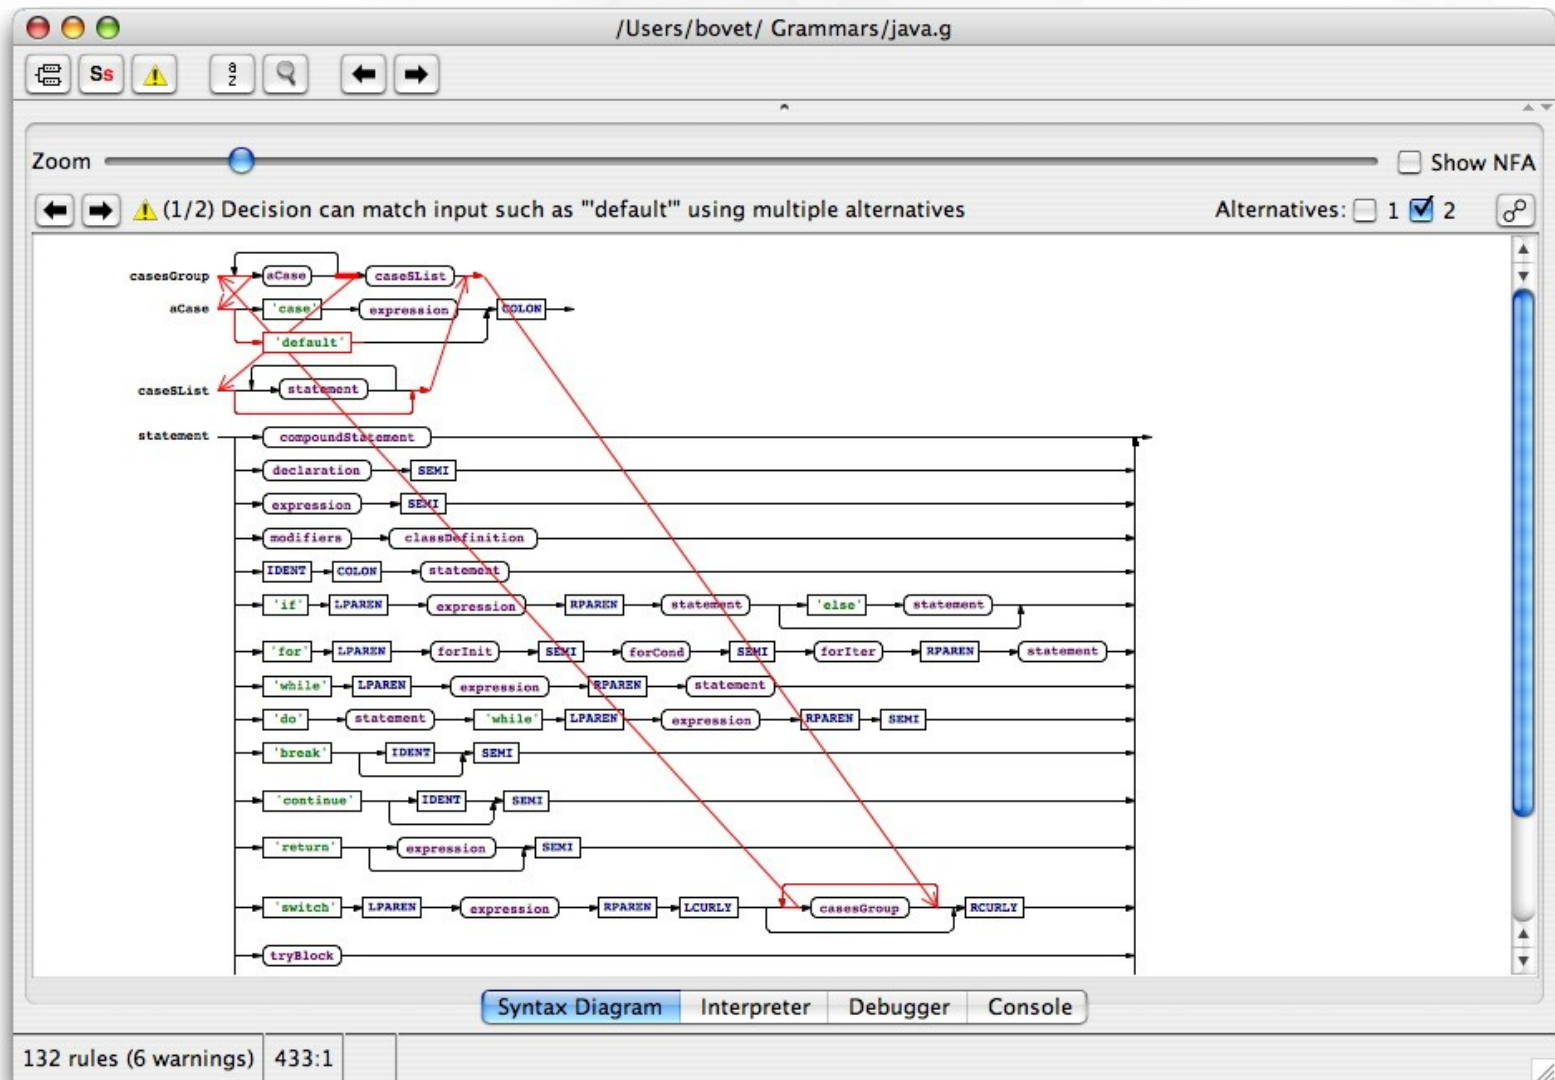 /Users/bovet/ Grammars/java.g
Ss a z
Zoom Show NFA
(1/2) Decision can match input such as "'default'" using multiple alternatives Alternatives: 1 2
casesGroup aCase caseSList
aCase 'case' expression COLON
'default'
caseSList statement
statement compoundStatement
declaration SEMI
expression SEMI
modifiers classDefinition
IDENT COLON statement
'if' LPAREN expression RPAREN statement 'else' statement
'for' LPAREN forInit SEMI forCond SEMI forIter RPAREN statement
'while' LPAREN expression RPAREN statement
'do' statement 'while' LPAREN expression RPAREN SEMI
'break' IDENT SEMI
'continue' IDENT SEMI
'return' expression SEMI
'switch' LPAREN expression RPAREN LCURLY casesGroup RCURLY
tryBlock
Syntax Diagram Interpreter Debugger Console
132 rules (6 warnings) 433:1